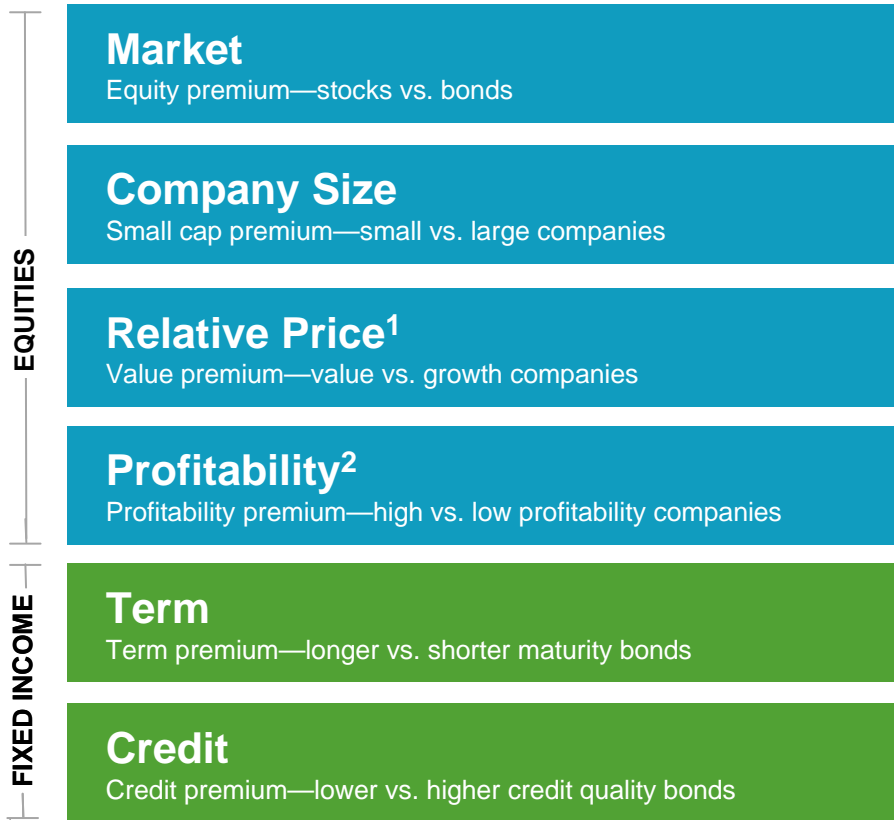 EQUITIES
Market
Equity premium—stocks vs. bonds
Company Size
Small cap premium—small vs. large companies
Relative Price¹
Value premium—value vs. growth companies
Profitability²
Profitability premium—high vs. low profitability companies
FIXED INCOME
Term
Term premium—longer vs. shorter maturity bonds
Credit
Credit premium—lower vs. higher credit quality bonds